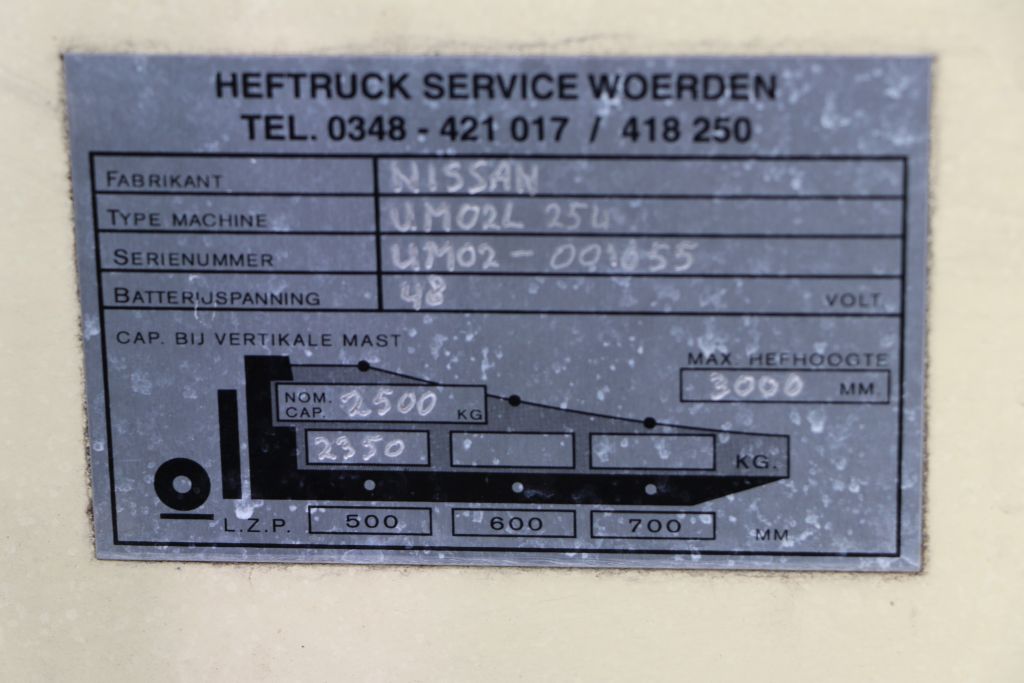 HEFTRUCK SERVICE WOERDEN
TEL. 0348 - 421 017 / 418 250
FABRIKANT NISSAN
TYPE MACHINE UM02L 25U
SERIENUMMER UM02 - 001055
BATTERIJSPANNING 48 VOLT
CAP. BIJ VERTIKALE MAST
MAX. HEFHOOGTE
3000 MM
NOM. CAP. 2500 KG
2350 KG.
L.Z.P. 500 600 700 MM